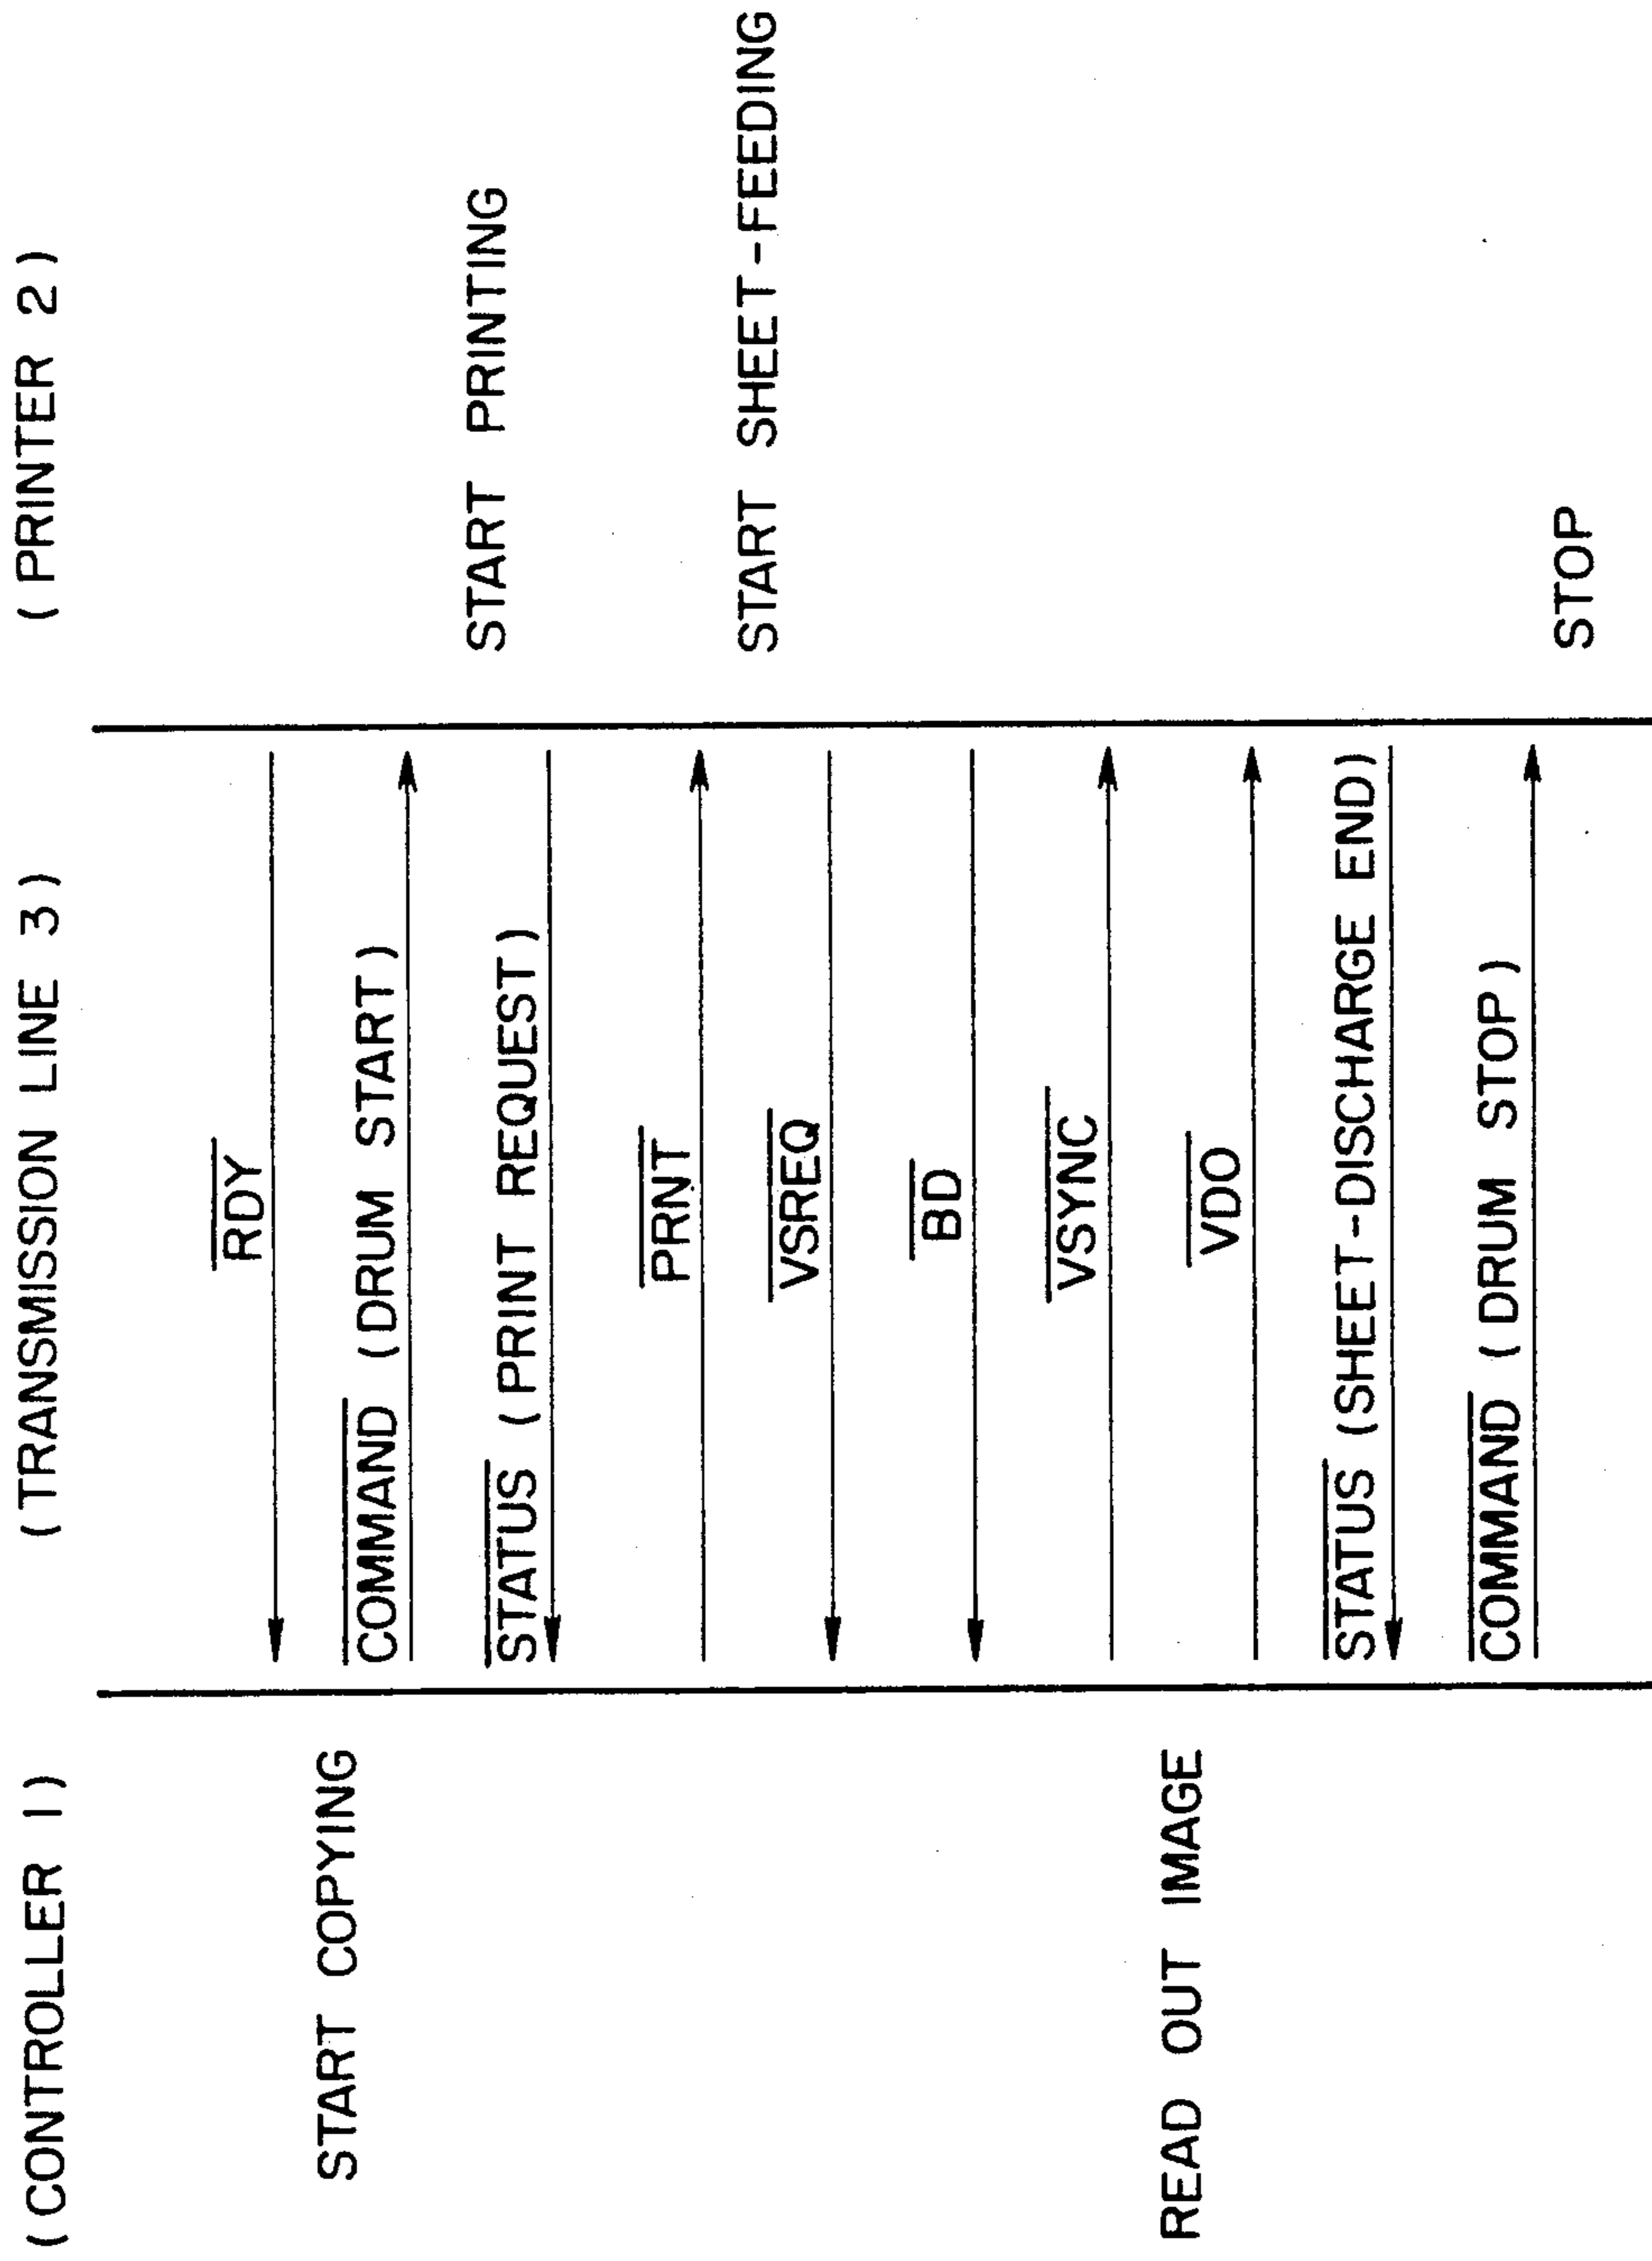 (CONTROLLER 1) (TRANSMISSION LINE 3) (PRINTER 2)
RDY
START COPYING
COMMAND (DRUM START)
START PRINTING
STATUS (PRINT REQUEST)
PRNT
START SHEET-FEEDING
VSREQ
BD
VSYNC
READ OUT IMAGE
VDO
STATUS (SHEET-DISCHARGE END)
COMMAND (DRUM STOP)
STOP